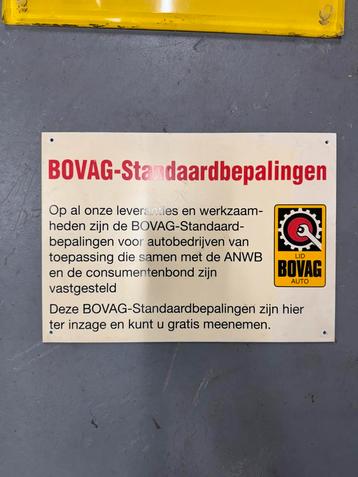 BOVAG-Standaardbepalingen
Op al onze leveranties en werkzaam-
heden zijn de BOVAG-Standaard-
bepalingen voor autobedrijven van
toepassing die samen met de ANWB
en de consumentenbond zijn
vastgesteld
LID
BOVAG
AUTO
Deze BOVAG-Standaardbepalingen zijn hier
ter inzage en kunt u gratis meenemen.